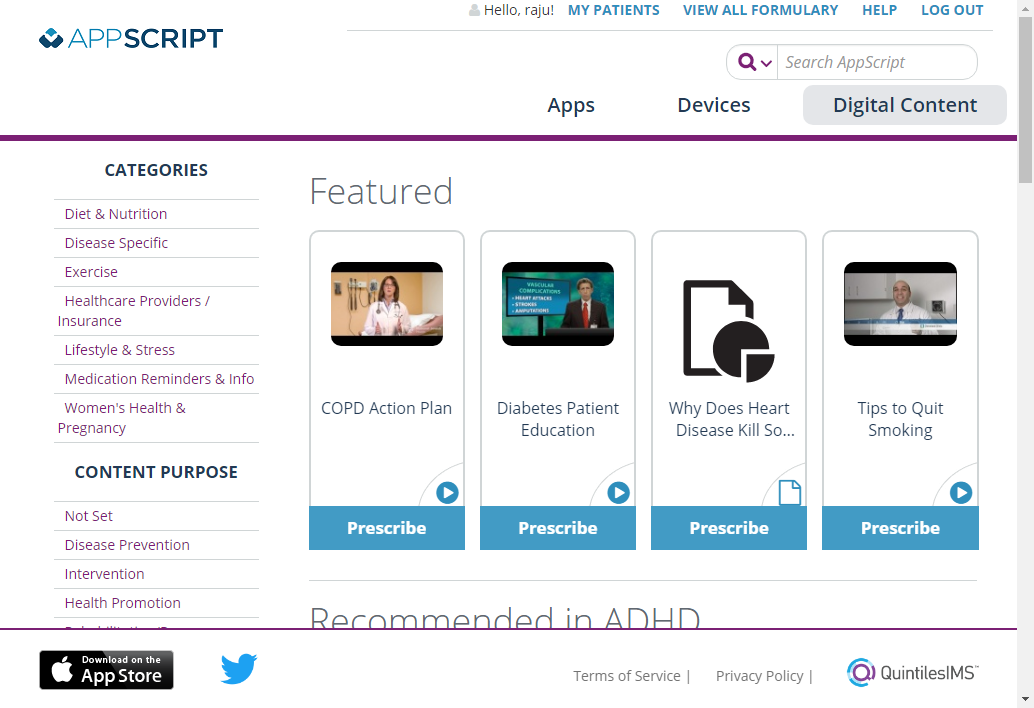 Hello, raju! MY PATIENTS VIEW ALL FORMULARY HELP LOG OUT
APPSCRIPT
Search AppScript
Apps Devices Digital Content
CATEGORIES
Diet & Nutrition
Disease Specific
Exercise
Healthcare Providers /
Insurance
Lifestyle & Stress
Medication Reminders & Info
Women's Health &
Pregnancy
CONTENT PURPOSE
Not Set
Disease Prevention
Intervention
Health Promotion
Featured
COPD Action Plan
Prescribe
VASCULAR
COMPLICATIONS
• HEART ATTACKS
• STROKES
• AMPUTATIONS
Diabetes Patient
Education
Prescribe
Why Does Heart
Disease Kill So...
Prescribe
Tips to Quit
Smoking
Prescribe
Recommended in ADHD
Download on the
App Store
Terms of Service |
Privacy Policy |
QuintilesIMS™